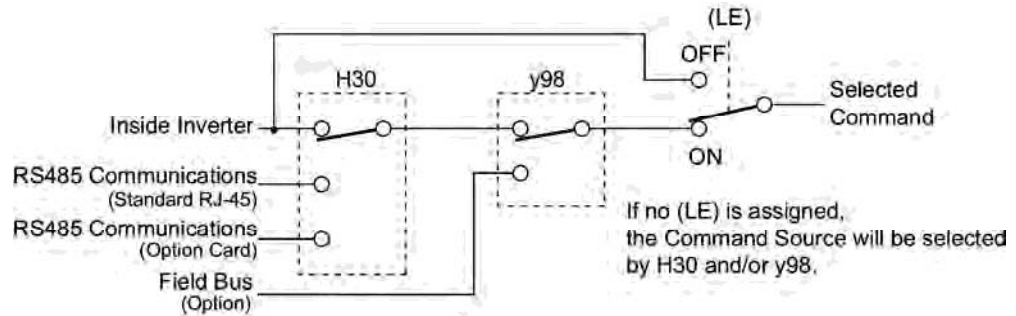 (LE)
OFF
H30
y98
Selected
Command
Inside Inverter
ON
RS485 Communications
(Standard RJ-45)
RS485 Communications
(Option Card)
If no (LE) is assigned,
the Command Source will be selected
by H30 and/or y98.
Field Bus
(Option)